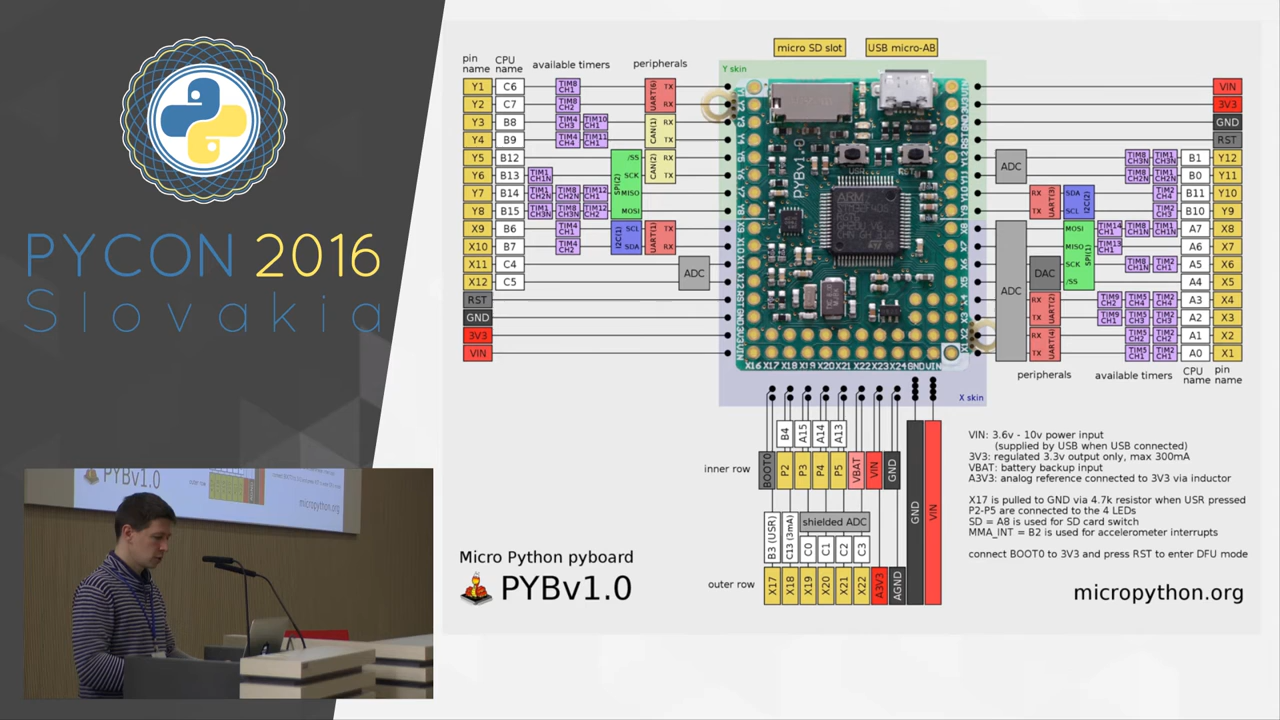 PYCON 2016
Slovakia
micro SD slot
USB micro-AB
pin name
CPU name
available timers
peripherals
Y skin
Y1 C6 TIM8 CH1 UART(6) TX
Y2 C7 TIM8 CH2 RX
Y3 B8 TIM4 CH3 TIM10 CH1 CAN(1) RX
Y4 B9 TIM4 CH4 TIM11 CH1 TX
Y5 B12 SPI(2) /SS CAN(2) RX
Y6 B13 TIM1 CH1N SCK TX
Y7 B14 TIM1 CH2N TIM8 CH2N TIM12 CH1 MISO
Y8 B15 TIM1 CH3N TIM8 CH3N TIM12 CH2 MOSI
X9 B6 TIM4 CH1 I2C(1) SCL UART(1) TX
X10 B7 TIM4 CH2 SDA RX
X11 C4 ADC
X12 C5
RST
GND
3V3
VIN
PYBv1.0
ARM
X16 X17 X18 X19 X20 X21 X22 X23 X24 GND VIN
VIN
3V3
GND
RST
ADC TIM8 CH3N TIM1 CH3N B1 Y12
TIM8 CH2N TIM1 CH2N B0 Y11
RX UART(3) SDA I2C(2) TIM2 CH4 B11 Y10
TX SCL TIM2 CH3 B10 Y9
ADC MOSI SPI(1) TIM14 CH1 TIM1 CH1N A7 X8
MISO TIM13 CH1 A6 X7
DAC SCK TIM8 CH1N TIM2 CH1 A5 X6
/SS A4 X5
RX UART(2) TIM9 CH2 TIM5 CH4 TIM2 CH4 A3 X4
TX TIM9 CH1 TIM5 CH3 TIM2 CH3 A2 X3
RX UART(4) TIM5 CH2 TIM2 CH2 A1 X2
TX TIM5 CH1 TIM2 CH1 A0 X1
peripherals
available timers
CPU name
pin name
X skin
B4 A15 A14 A13
inner row
BOOT0 P2 P3 P4 P5 VBAT VIN GND
GND VIN
B3 (USR) C13 (3mA) shielded ADC
C0 C1 C2 C3
outer row
X17 X18 X19 X20 X21 X22 A3V3 AGND
VIN: 3.6v - 10v power input
(supplied by USB when USB connected)
3V3: regulated 3.3v output only, max 300mA
VBAT: battery backup input
A3V3: analog reference connected to 3V3 via inductor
X17 is pulled to GND via 4.7k resistor when USR pressed
P2-P5 are connected to the 4 LEDs
SD = A8 is used for SD card switch
MMA_INT = B2 is used for accelerometer interrupts
connect BOOT0 to 3V3 and press RST to enter DFU mode
Micro Python pyboard
PYBv1.0
micropython.org
PYBv1.0
outer row
micropython.org